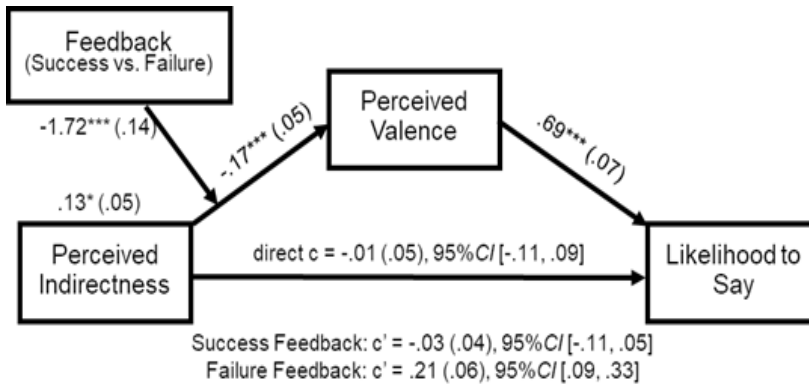 Feedback
(Success vs. Failure)
-1.72*** (.14)
Perceived
Valence
-.17*** (.05)
.69*** (.07)
.13* (.05)
Perceived
Indirectness
direct c = -.01 (.05), 95%CI [-.11, .09]
Likelihood to
Say
Success Feedback: c' = -.03 (.04), 95%CI [-.11, .05]
Failure Feedback: c' = .21 (.06), 95%CI [.09, .33]